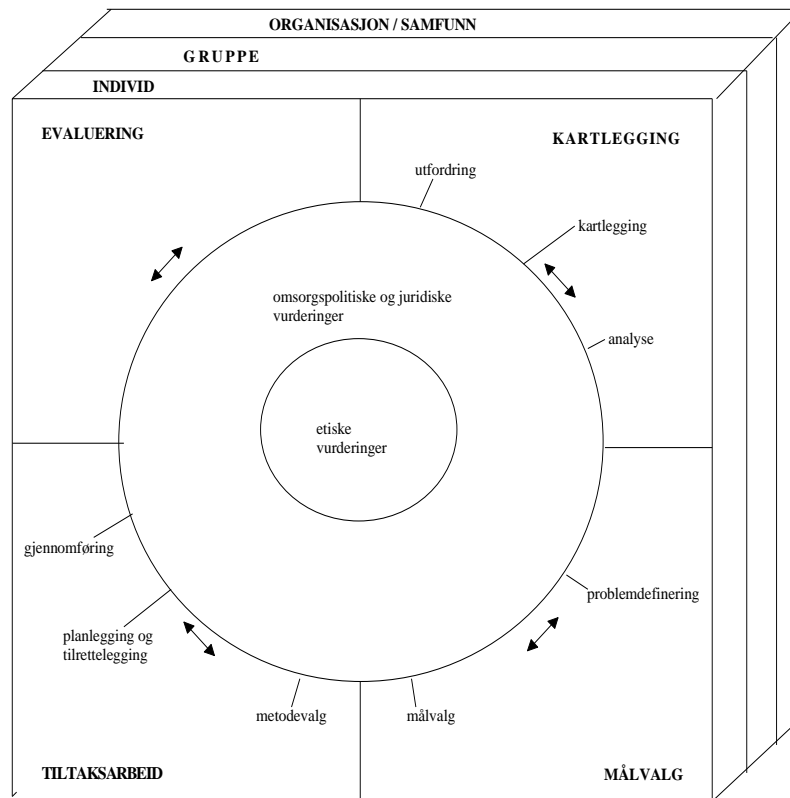 ORGANISASJON / SAMFUNN
GRUPPE
INDIVID
EVALUERING
KARTLEGGING
utfordring
kartlegging
omsorgspolitiske og juridiske
vurderinger
analyse
etiske
vurderinger
gjennomføring
problemdefinering
planlegging og
tilrettelegging
metodevalg
målvalg
TILTAKSARBEID
MÅLVALG